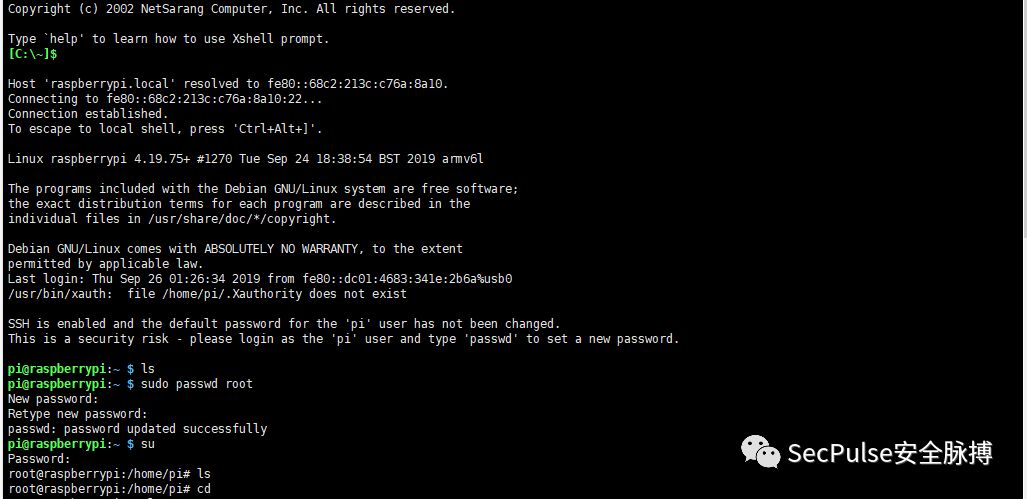 Copyright (c) 2002 NetSarang Computer, Inc. All rights reserved.
Type `help' to learn how to use Xshell prompt.
[C:\~]$
Host 'raspberrypi.local' resolved to fe80::68c2:213c:c76a:8a10.
Connecting to fe80::68c2:213c:c76a:8a10:22...
Connection established.
To escape to local shell, press 'Ctrl+Alt+]'.
Linux raspberrypi 4.19.75+ #1270 Tue Sep 24 18:38:54 BST 2019 armv6l
The programs included with the Debian GNU/Linux system are free software;
the exact distribution terms for each program are described in the
individual files in /usr/share/doc/*/copyright.
Debian GNU/Linux comes with ABSOLUTELY NO WARRANTY, to the extent
permitted by applicable law.
Last login: Thu Sep 26 01:26:34 2019 from fe80::dc01:4683:341e:2b6a%usb0
/usr/bin/xauth:  file /home/pi/.Xauthority does not exist
SSH is enabled and the default password for the 'pi' user has not been changed.
This is a security risk - please login as the 'pi' user and type 'passwd' to set a new password.
pi@raspberrypi:~ $ ls
pi@raspberrypi:~ $ sudo passwd root
New password:
Retype new password:
passwd: password updated successfully
pi@raspberrypi:~ $ su
Password:
root@raspberrypi:/home/pi# ls
root@raspberrypi:/home/pi# cd
SecPulse安全脉搏